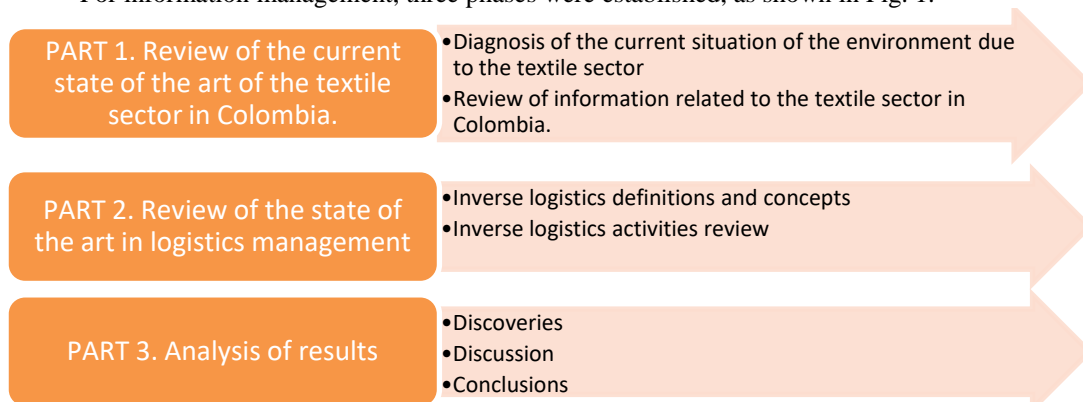 For information management, three phases were established, as shown in Fig. 1.
PART 1. Review of the current
state of the art of the textile
sector in Colombia.
•Diagnosis of the current situation of the environment due
to the textile sector
•Review of information related to the textile sector in
Colombia.
PART 2. Review of the state of
the art in logistics management
•Inverse logistics definitions and concepts
•Inverse logistics activities review
PART 3. Analysis of results
•Discoveries
•Discussion
•Conclusions